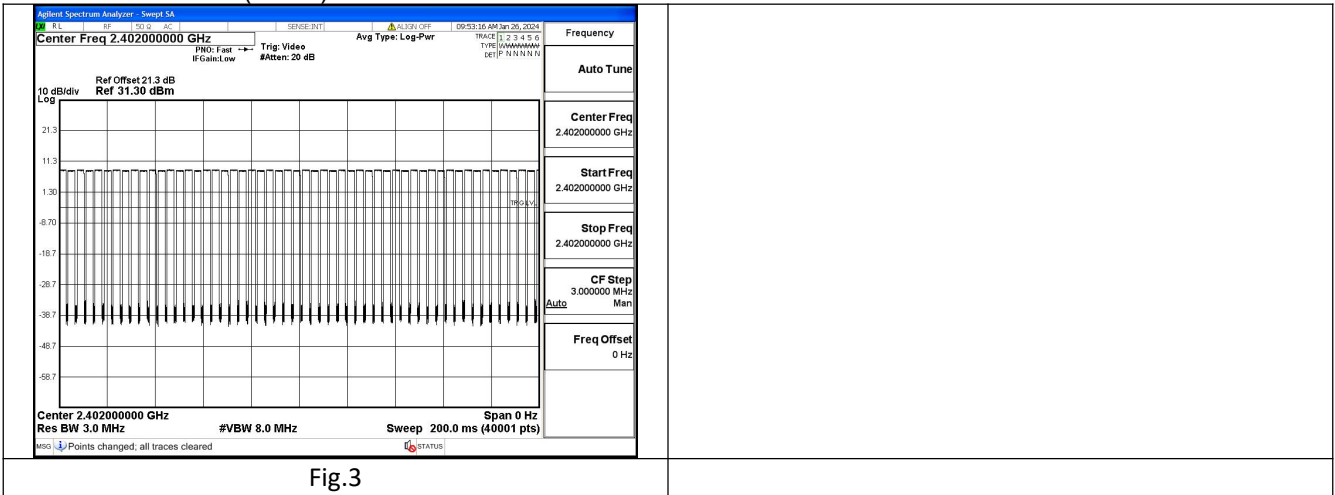 Agilent Spectrum Analyzer - Swept SA
RL RF 50 Ω AC SENSE:INT ALIGN OFF 09:53:16 AM Jan 26, 2024
Center Freq 2.402000000 GHz
PNO: Fast
IFGain:Low
Trig: Video
#Atten: 20 dB
Avg Type: Log-Pwr
TRACE 1 2 3 4 5 6
TYPE
DET P N N N N N
Ref Offset 21.3 dB
10 dB/div Ref 31.30 dBm
Log
21.3
11.3
1.30
TRIG LVL
-8.70
-18.7
-28.7
-38.7
-48.7
-58.7
Center 2.402000000 GHz Span 0 Hz
Res BW 3.0 MHz #VBW 8.0 MHz Sweep 200.0 ms (40001 pts)
MSG Points changed; all traces cleared STATUS
Frequency
Auto Tune
Center Freq
2.402000000 GHz
Start Freq
2.402000000 GHz
Stop Freq
2.402000000 GHz
CF Step
3.000000 MHz
Auto Man
Freq Offset
0 Hz
Fig.3